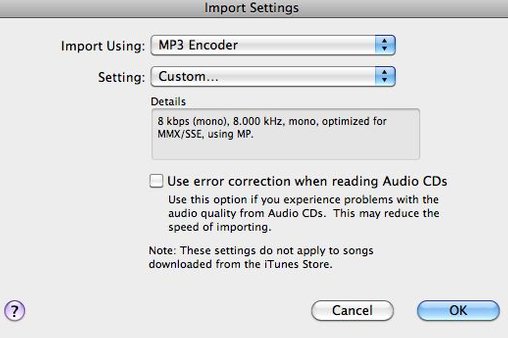 Import Settings
Import Using: MP3 Encoder
Setting: Custom...
Details
8 kbps (mono), 8.000 kHz, mono, optimized for
MMX/SSE, using MP.
Use error correction when reading Audio CDs
Use this option if you experience problems with the
audio quality from Audio CDs. This may reduce the
speed of importing.
Note: These settings do not apply to songs
downloaded from the iTunes Store.
? Cancel OK